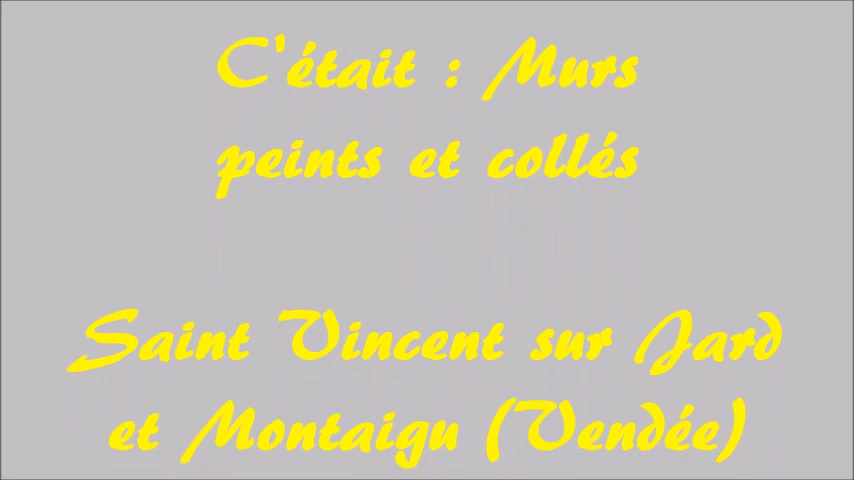 C'était : Murs
peints et collés
Saint Vincent sur Jard
et Montaigu (Vendée)